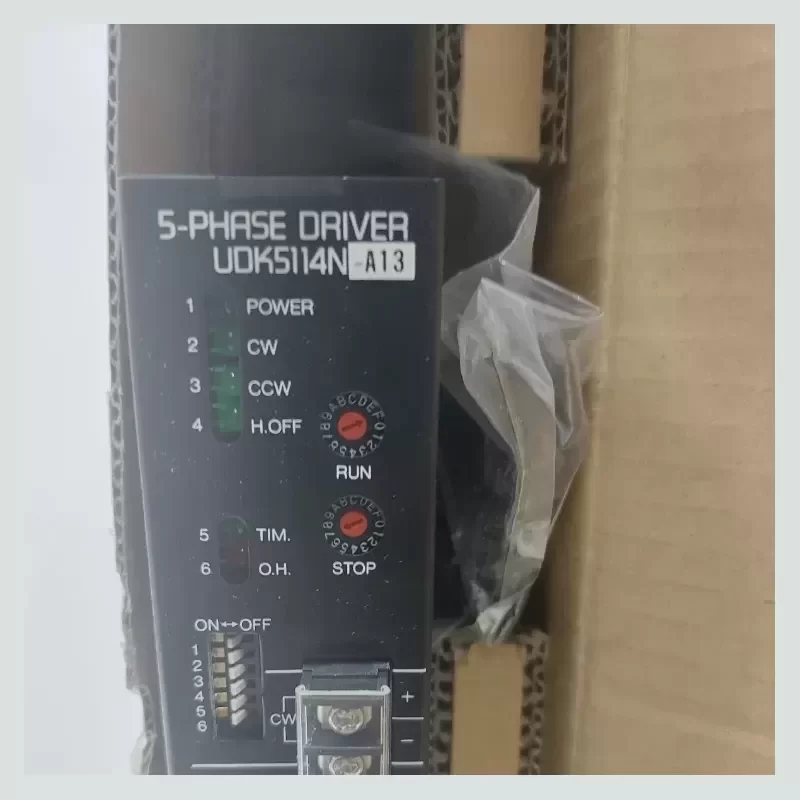 5-PHASE DRIVER
UDK5114N-A13
1 POWER
2 CW
3 CCW
4 H.OFF
RUN
5 TIM.
6 O.H.
STOP
ON↔OFF
1
2
3
4
5
6
CW
+
−